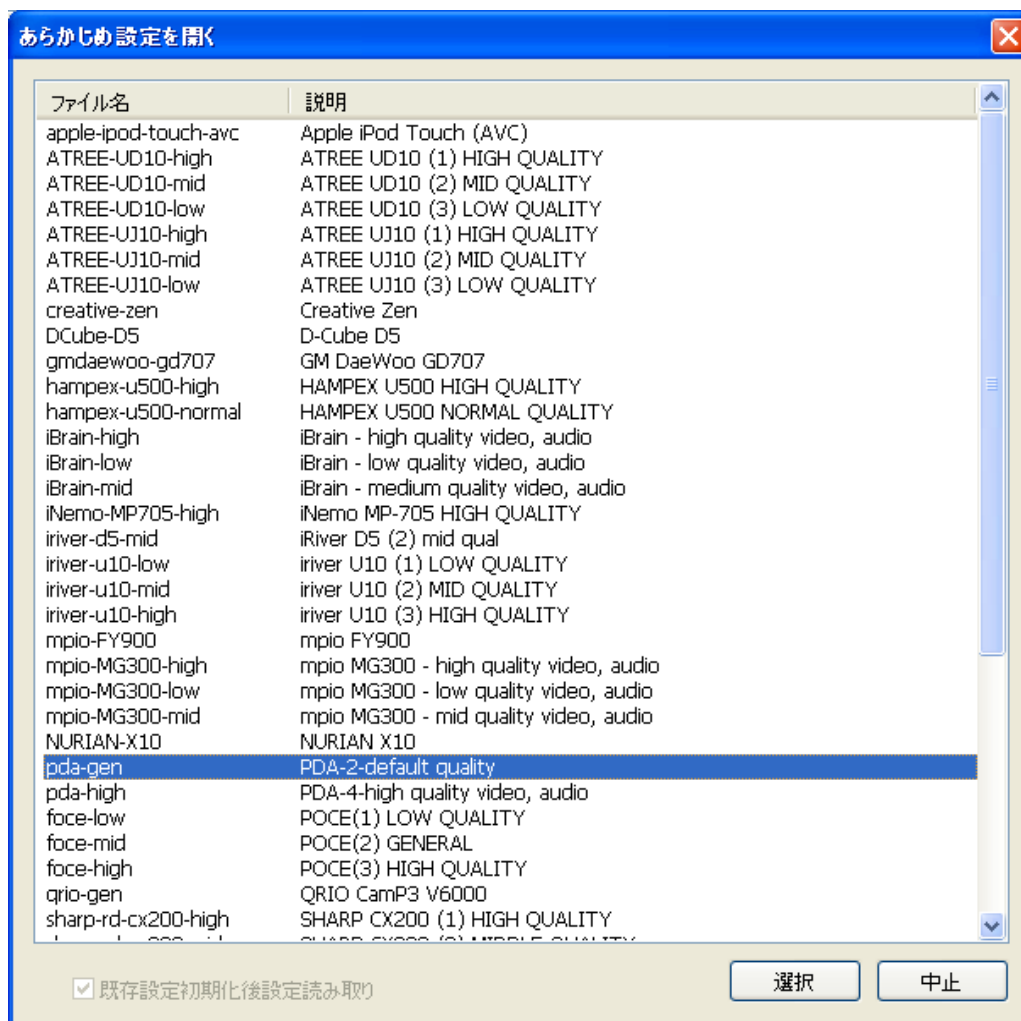 あらかじめ設定を開く
ファイル名 説明
apple-ipod-touch-avc Apple iPod Touch (AVC)
ATREE-UD10-high ATREE UD10 (1) HIGH QUALITY
ATREE-UD10-mid ATREE UD10 (2) MID QUALITY
ATREE-UD10-low ATREE UD10 (3) LOW QUALITY
ATREE-UJ10-high ATREE UJ10 (1) HIGH QUALITY
ATREE-UJ10-mid ATREE UJ10 (2) MID QUALITY
ATREE-UJ10-low ATREE UJ10 (3) LOW QUALITY
creative-zen Creative Zen
DCube-D5 D-Cube D5
gmdaewoo-gd707 GM DaeWoo GD707
hampex-u500-high HAMPEX U500 HIGH QUALITY
hampex-u500-normal HAMPEX U500 NORMAL QUALITY
iBrain-high iBrain - high quality video, audio
iBrain-low iBrain - low quality video, audio
iBrain-mid iBrain - medium quality video, audio
iNemo-MP705-high iNemo MP-705 HIGH QUALITY
iriver-d5-mid iRiver D5 (2) mid qual
iriver-u10-low iriver U10 (1) LOW QUALITY
iriver-u10-mid iriver U10 (2) MID QUALITY
iriver-u10-high iriver U10 (3) HIGH QUALITY
mpio-FY900 mpio FY900
mpio-MG300-high mpio MG300 - high quality video, audio
mpio-MG300-low mpio MG300 - low quality video, audio
mpio-MG300-mid mpio MG300 - mid quality video, audio
NURIAN-X10 NURIAN X10
pda-gen PDA-2-default quality
pda-high PDA-4-high quality video, audio
foce-low POCE(1) LOW QUALITY
foce-mid POCE(2) GENERAL
foce-high POCE(3) HIGH QUALITY
qrio-gen QRIO CamP3 V6000
sharp-rd-cx200-high SHARP CX200 (1) HIGH QUALITY
既存設定初期化後設定読み取り 選択 中止